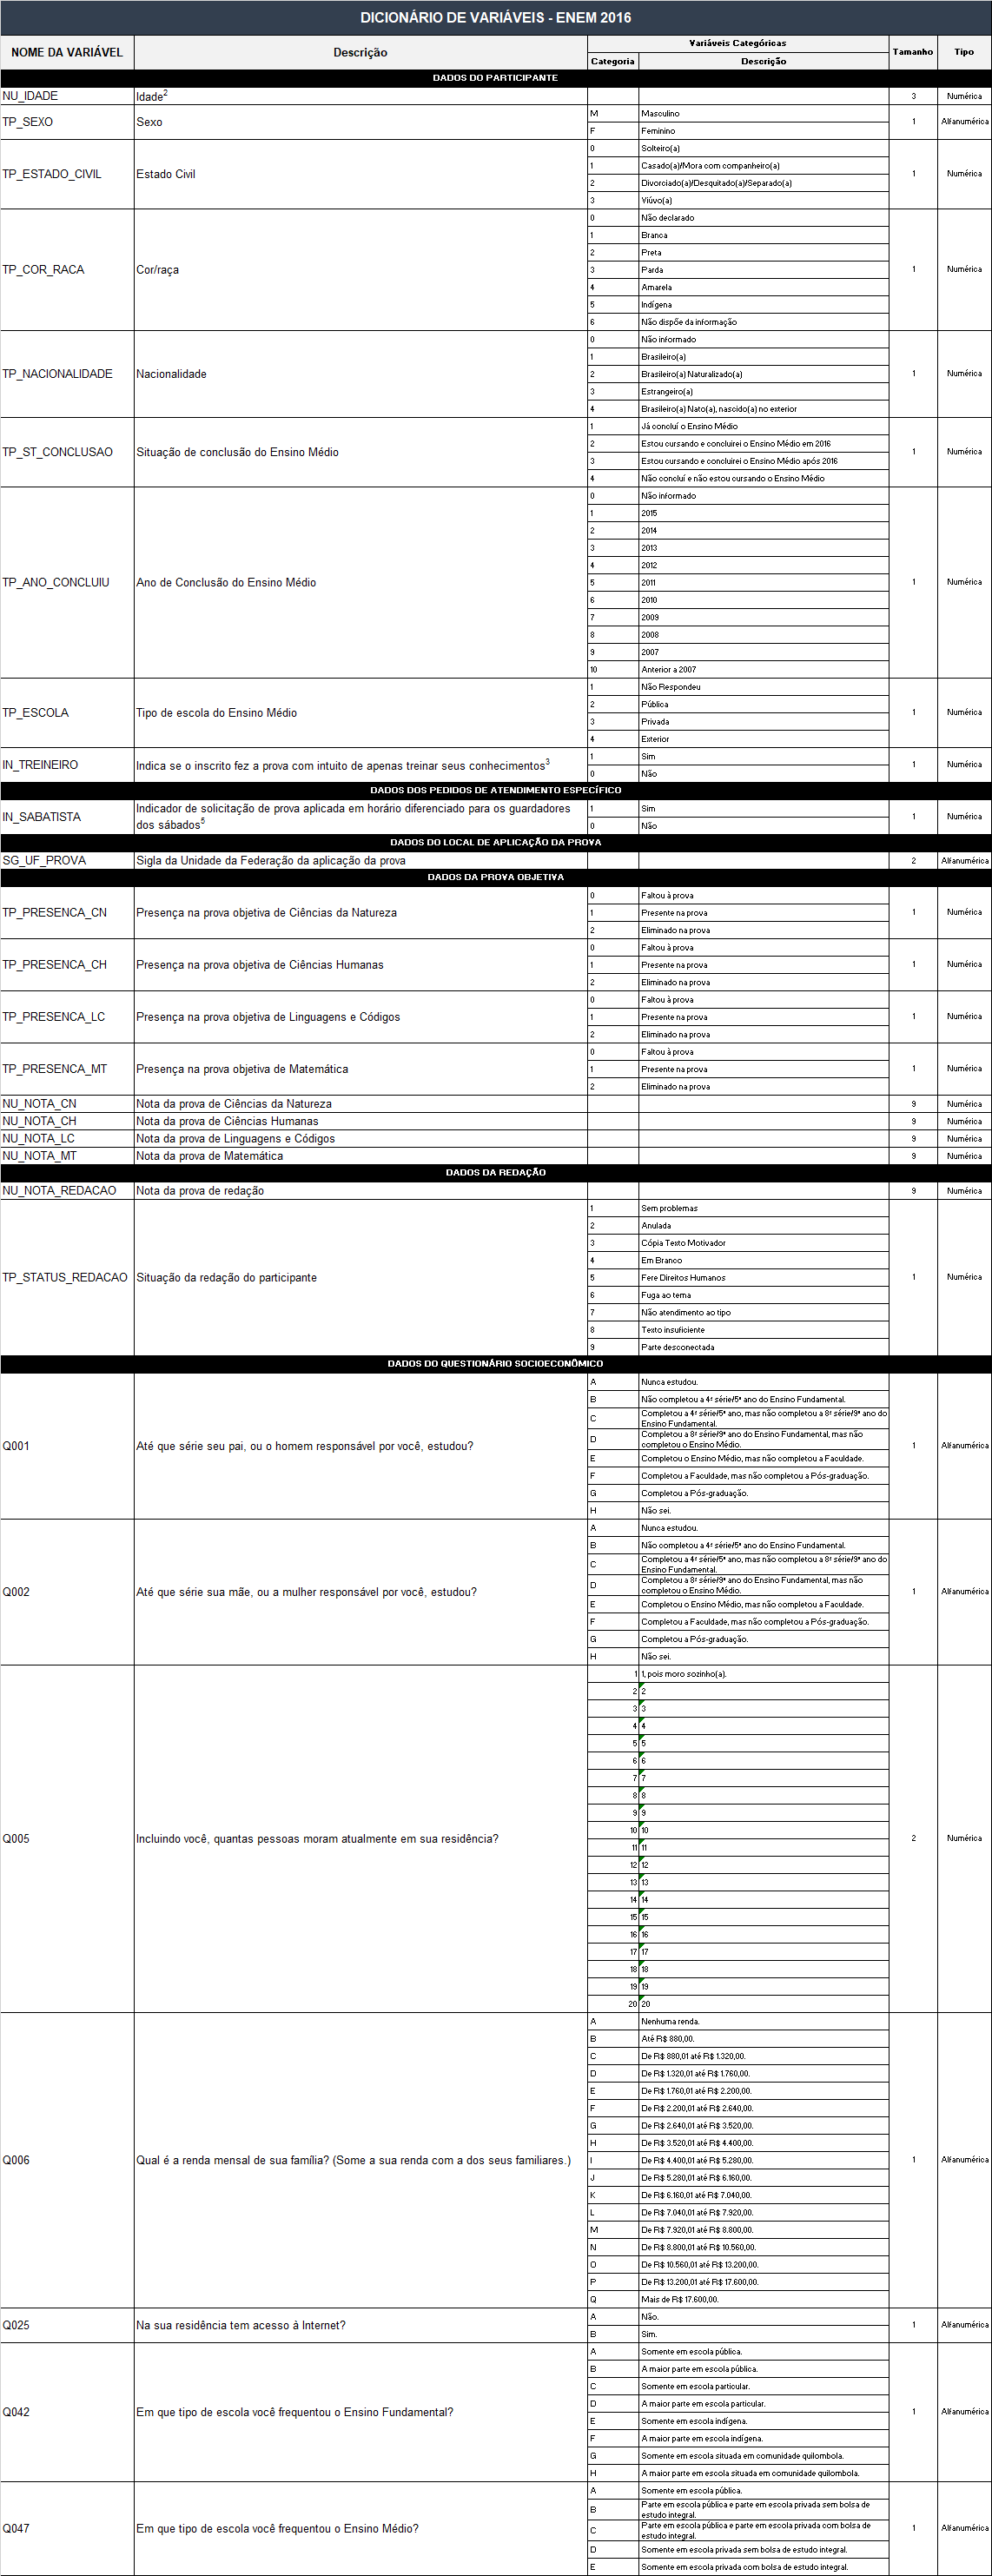 DICIONÁRIO DE VARIÁVEIS - ENEM 2016
NOME DA VARIÁVEL Descrição Variáveis Categóricas Tamanho Tipo
Categoria Descrição
DADOS DO PARTICIPANTE
NU_IDADE Idade2 3 Numérica
TP_SEXO Sexo 1 Alfanumérica
M Masculino
F Feminino
TP_ESTADO_CIVIL Estado Civil 1 Numérica
0 Solteiro(a)
1 Casado(a)/Mora com companheiro(a)
2 Divorciado(a)/Desquitado(a)/Separado(a)
3 Viúvo(a)
TP_COR_RACA Cor/raça 1 Numérica
0 Não declarado
1 Branca
2 Preta
3 Parda
4 Amarela
5 Indígena
6 Não dispõe da informação
TP_NACIONALIDADE Nacionalidade 1 Numérica
0 Não informado
1 Brasileiro(a)
2 Brasileiro(a) Naturalizado(a)
3 Estrangeiro(a)
4 Brasileiro(a) Nato(a), nascido(a) no exterior
TP_ST_CONCLUSAO Situação de conclusão do Ensino Médio 1 Numérica
1 Já concluí o Ensino Médio
2 Estou cursando e concluirei o Ensino Médio em 2016
3 Estou cursando e concluirei o Ensino Médio após 2016
4 Não concluí e não estou cursando o Ensino Médio
TP_ANO_CONCLUIU Ano de Conclusão do Ensino Médio 1 Numérica
0 Não informado
1 2015
2 2014
3 2013
4 2012
5 2011
6 2010
7 2009
8 2008
9 2007
10 Anterior a 2007
TP_ESCOLA Tipo de escola do Ensino Médio 1 Numérica
1 Não Respondeu
2 Pública
3 Privada
4 Exterior
IN_TREINEIRO Indica se o inscrito fez a prova com intuito de apenas treinar seus conhecimentos3 1 Numérica
1 Sim
0 Não
DADOS DOS PEDIDOS DE ATENDIMENTO ESPECÍFICO
IN_SABATISTA Indicador de solicitação de prova aplicada em horário diferenciado para os guardadores
dos sábados5 1 Numérica
1 Sim
0 Não
DADOS DO LOCAL DE APLICAÇÃO DA PROVA
SG_UF_PROVA Sigla da Unidade da Federação da aplicação da prova 2 Alfanumérica
DADOS DA PROVA OBJETIVA
TP_PRESENCA_CN Presença na prova objetiva de Ciências da Natureza 1 Numérica
0 Faltou à prova
1 Presente na prova
2 Eliminado na prova
TP_PRESENCA_CH Presença na prova objetiva de Ciências Humanas 1 Numérica
0 Faltou à prova
1 Presente na prova
2 Eliminado na prova
TP_PRESENCA_LC Presença na prova objetiva de Linguagens e Códigos 1 Numérica
0 Faltou à prova
1 Presente na prova
2 Eliminado na prova
TP_PRESENCA_MT Presença na prova objetiva de Matemática 1 Numérica
0 Faltou à prova
1 Presente na prova
2 Eliminado na prova
NU_NOTA_CN Nota da prova de Ciências da Natureza 9 Numérica
NU_NOTA_CH Nota da prova de Ciências Humanas 9 Numérica
NU_NOTA_LC Nota da prova de Linguagens e Códigos 9 Numérica
NU_NOTA_MT Nota da prova de Matemática 9 Numérica
DADOS DA REDAÇÃO
NU_NOTA_REDACAO Nota da prova de redação 9 Numérica
TP_STATUS_REDACAO Situação da redação do participante 1 Numérica
1 Sem problemas
2 Anulada
3 Cópia Texto Motivador
4 Em Branco
5 Fere Direitos Humanos
6 Fuga ao tema
7 Não atendimento ao tipo
8 Texto insuficiente
9 Parte desconectada
DADOS DO QUESTIONÁRIO SOCIOECONÔMICO
Q001 Até que série seu pai, ou o homem responsável por você, estudou? 1 Alfanumérica
A Nunca estudou.
B Não completou a 4ª série/5º ano do Ensino Fundamental.
C Completou a 4ª série/5º ano, mas não completou a 8ª série/9º ano do
Ensino Fundamental.
D Completou a 8ª série/9º ano do Ensino Fundamental, mas não
completou o Ensino Médio.
E Completou o Ensino Médio, mas não completou a Faculdade.
F Completou a Faculdade, mas não completou a Pós-graduação.
G Completou a Pós-graduação.
H Não sei.
Q002 Até que série sua mãe, ou a mulher responsável por você, estudou? 1 Alfanumérica
A Nunca estudou.
B Não completou a 4ª série/5º ano do Ensino Fundamental.
C Completou a 4ª série/5º ano, mas não completou a 8ª série/9º ano do
Ensino Fundamental.
D Completou a 8ª série/9º ano do Ensino Fundamental, mas não
completou o Ensino Médio.
E Completou o Ensino Médio, mas não completou a Faculdade.
F Completou a Faculdade, mas não completou a Pós-graduação.
G Completou a Pós-graduação.
H Não sei.
Q005 Incluindo você, quantas pessoas moram atualmente em sua residência? 2 Numérica
1 1, pois moro sozinho(a).
2 2
3 3
4 4
5 5
6 6
7 7
8 8
9 9
10 10
11 11
12 12
13 13
14 14
15 15
16 16
17 17
18 18
19 19
20 20
Q006 Qual é a renda mensal de sua família? (Some a sua renda com a dos seus familiares.) 1 Alfanumérica
A Nenhuma renda.
B Até R$ 880,00.
C De R$ 880,01 até R$ 1.320,00.
D De R$ 1.320,01 até R$ 1.760,00.
E De R$ 1.760,01 até R$ 2.200,00.
F De R$ 2.200,01 até R$ 2.640,00.
G De R$ 2.640,01 até R$ 3.520,00.
H De R$ 3.520,01 até R$ 4.400,00.
I De R$ 4.400,01 até R$ 5.280,00.
J De R$ 5.280,01 até R$ 6.160,00.
K De R$ 6.160,01 até R$ 7.040,00.
L De R$ 7.040,01 até R$ 7.920,00.
M De R$ 7.920,01 até R$ 8.800,00.
N De R$ 8.800,01 até R$ 10.560,00.
O De R$ 10.560,01 até R$ 13.200,00.
P De R$ 13.200,01 até R$ 17.600,00.
Q Mais de R$ 17.600,00.
Q025 Na sua residência tem acesso à Internet? 1 Alfanumérica
A Não.
B Sim.
Q042 Em que tipo de escola você frequentou o Ensino Fundamental? 1 Alfanumérica
A Somente em escola pública.
B A maior parte em escola pública.
C Somente em escola particular.
D A maior parte em escola particular.
E Somente em escola indígena.
F A maior parte em escola indígena.
G Somente em escola situada em comunidade quilombola.
H A maior parte em escola situada em comunidade quilombola.
Q047 Em que tipo de escola você frequentou o Ensino Médio? 1 Alfanumérica
A Somente em escola pública.
B Parte em escola pública e parte em escola privada sem bolsa de
estudo integral.
C Parte em escola pública e parte em escola privada com bolsa de
estudo integral.
D Somente em escola privada sem bolsa de estudo integral.
E Somente em escola privada com bolsa de estudo integral.